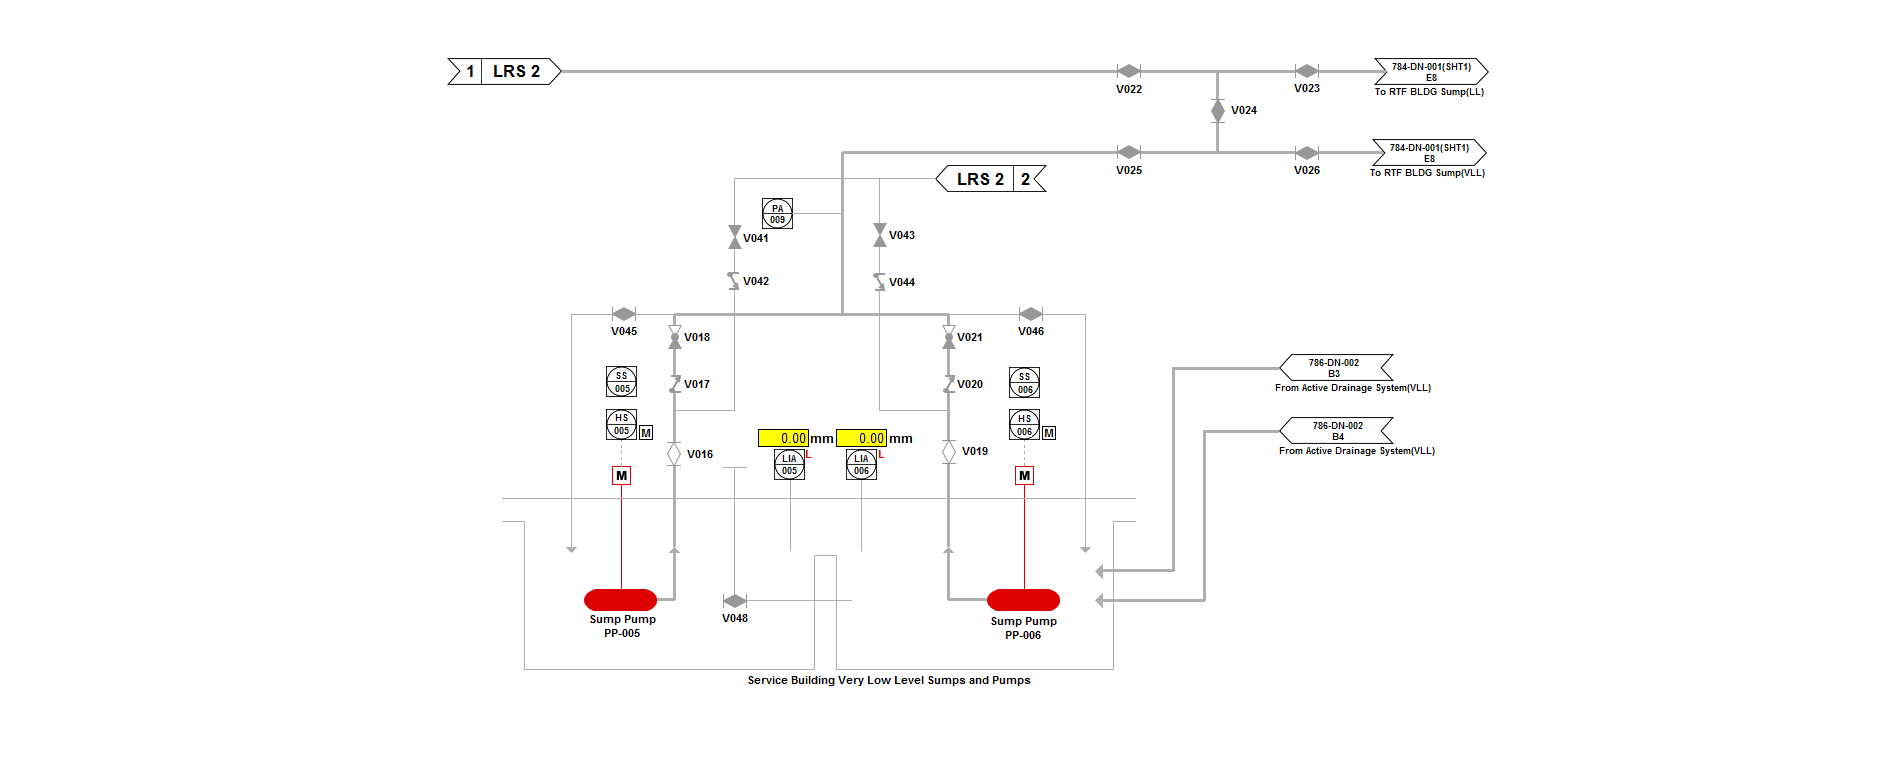 1 LRS 2
V022
V023
784-DN-001(SHT1)
E8
To RTF BLDG Sump(LL)
V024
784-DN-001(SHT1)
E8
To RTF BLDG Sump(VLL)
V025
V026
LRS 2 2
PA
009
V041
V043
V042
V044
V045
V046
V018
V021
SS
005
V017
V020
SS
006
786-DN-002
B3
From Active Drainage System(VLL)
HS
005
M
HS
006
M
786-DN-002
B4
From Active Drainage System(VLL)
0.00 mm
0.00 mm
V016
V019
LIA
005
L
LIA
006
L
M
M
Sump Pump
PP-005
V048
Sump Pump
PP-006
Service Building Very Low Level Sumps and Pumps